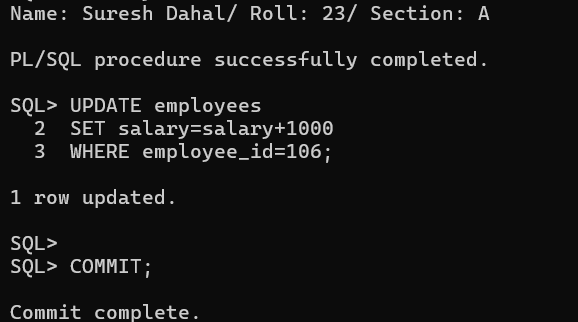 Name: Suresh Dahal/ Roll: 23/ Section: A
PL/SQL procedure successfully completed.
SQL> UPDATE employees
2 SET salary=salary+1000
3 WHERE employee_id=106;
1 row updated.
SQL>
SQL> COMMIT;
Commit complete.